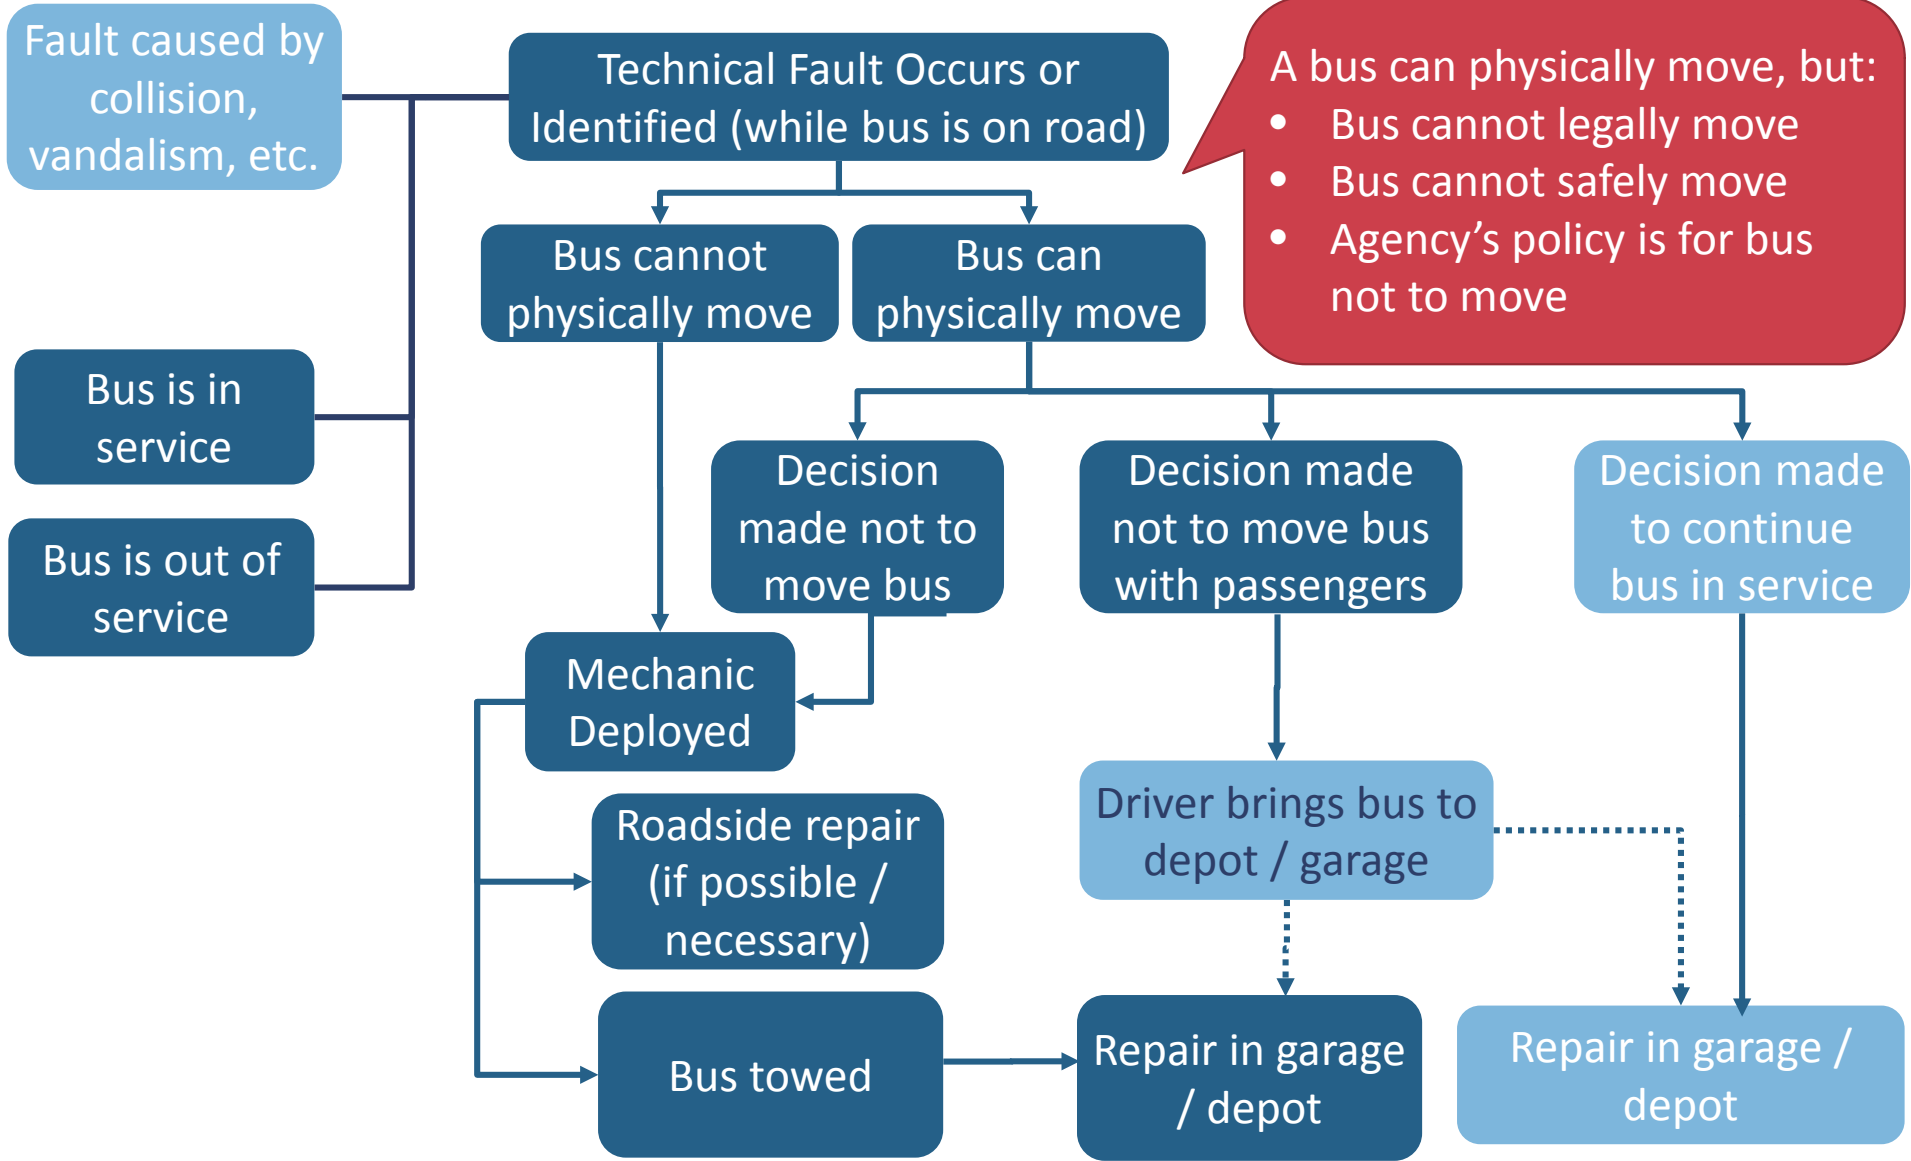 Fault caused by
collision,
vandalism, etc.
Technical Fault Occurs or
Identified (while bus is on road)
A bus can physically move, but:
• Bus cannot legally move
• Bus cannot safely move
• Agency’s policy is for bus
not to move
Bus cannot
physically move
Bus can
physically move
Bus is in
service
Bus is out of
service
Decision
made not to
move bus
Decision made
not to move bus
with passengers
Decision made
to continue
bus in service
Mechanic
Deployed
Driver brings bus to
depot / garage
Roadside repair
(if possible /
necessary)
Bus towed
Repair in garage
/ depot
Repair in garage /
depot